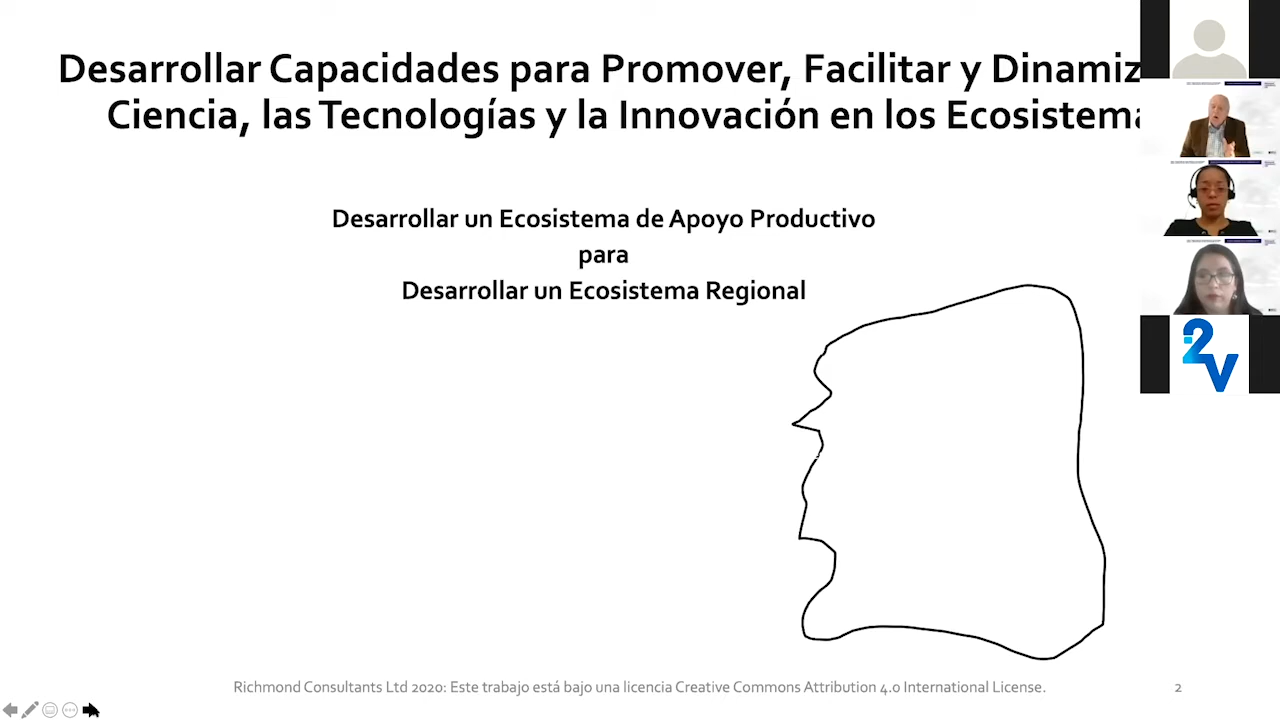 Desarrollar Capacidades para Promover, Facilitar y Dinamiz
Ciencia, las Tecnologías y la Innovación en los Ecosistema
Desarrollar un Ecosistema de Apoyo Productivo
para
Desarrollar un Ecosistema Regional
2V
Richmond Consultants Ltd 2020: Este trabajo está bajo una licencia Creative Commons Attribution 4.0 International License.
2